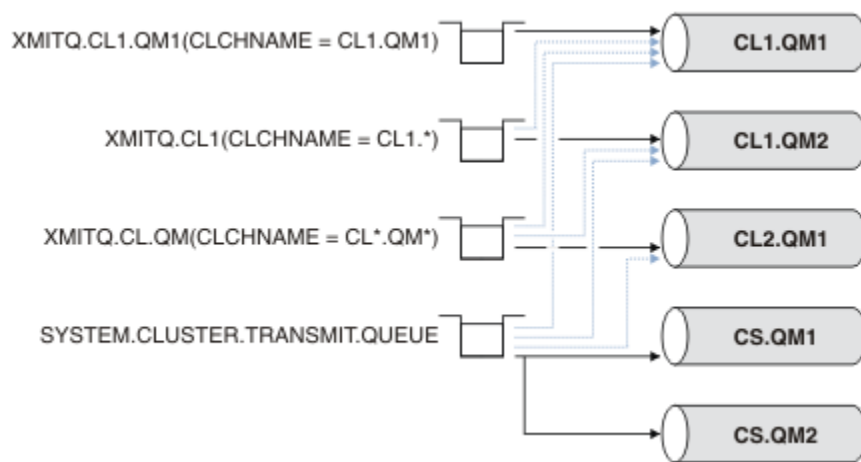 XMITQ.CL1.QM1(CLCHNAME = CL1.QM1)
CL1.QM1
XMITQ.CL1(CLCHNAME = CL1.*)
CL1.QM2
XMITQ.CL.QM(CLCHNAME = CL*.QM*)
CL2.QM1
SYSTEM.CLUSTER.TRANSMIT.QUEUE
CS.QM1
CS.QM2